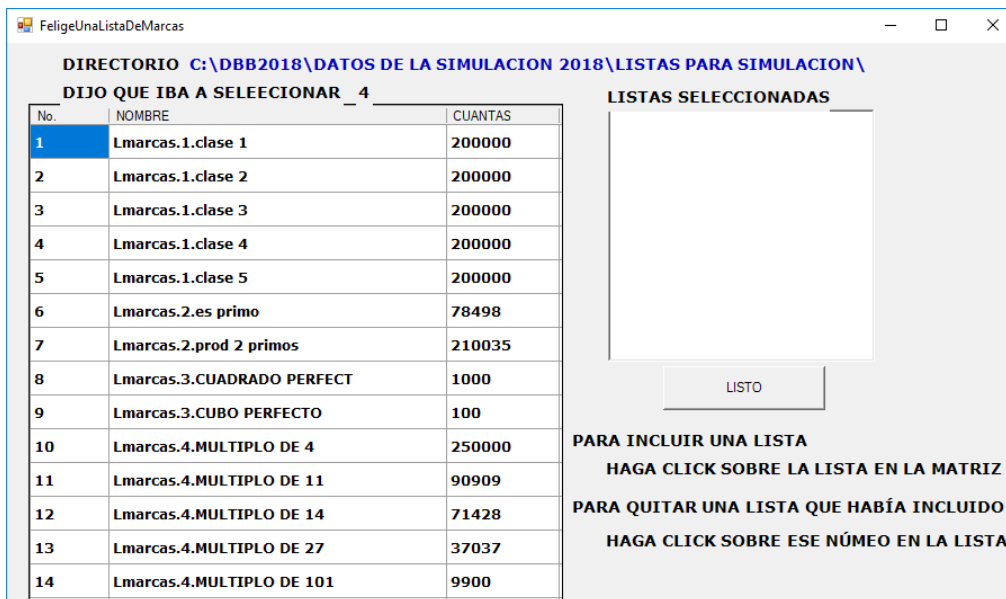 FeligeUnaListaDeMarcas
DIRECTORIO C:\DBB2018\DATOS DE LA SIMULACION 2018\LISTAS PARA SIMULACION\
DIJO QUE IBA A SELEECIONAR 4
No. NOMBRE CUANTAS
1 Lmarcas.1.clase 1 200000
2 Lmarcas.1.clase 2 200000
3 Lmarcas.1.clase 3 200000
4 Lmarcas.1.clase 4 200000
5 Lmarcas.1.clase 5 200000
6 Lmarcas.2.es primo 78498
7 Lmarcas.2.prod 2 primos 210035
8 Lmarcas.3.CUADRADO PERFECT 1000
9 Lmarcas.3.CUBO PERFECTO 100
10 Lmarcas.4.MULTIPLO DE 4 250000
11 Lmarcas.4.MULTIPLO DE 11 90909
12 Lmarcas.4.MULTIPLO DE 14 71428
13 Lmarcas.4.MULTIPLO DE 27 37037
14 Lmarcas.4.MULTIPLO DE 101 9900
LISTAS SELECCIONADAS
LISTO
PARA INCLUIR UNA LISTA
HAGA CLICK SOBRE LA LISTA EN LA MATRIZ
PARA QUITAR UNA LISTA QUE HABÍA INCLUIDO
HAGA CLICK SOBRE ESE NÚMEO EN LA LISTA